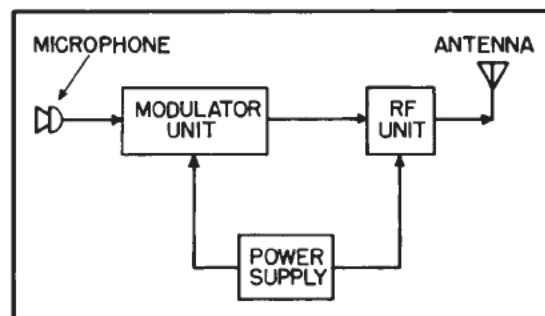 MICROPHONE
ANTENNA
MODULATOR
UNIT
RF
UNIT
POWER
SUPPLY